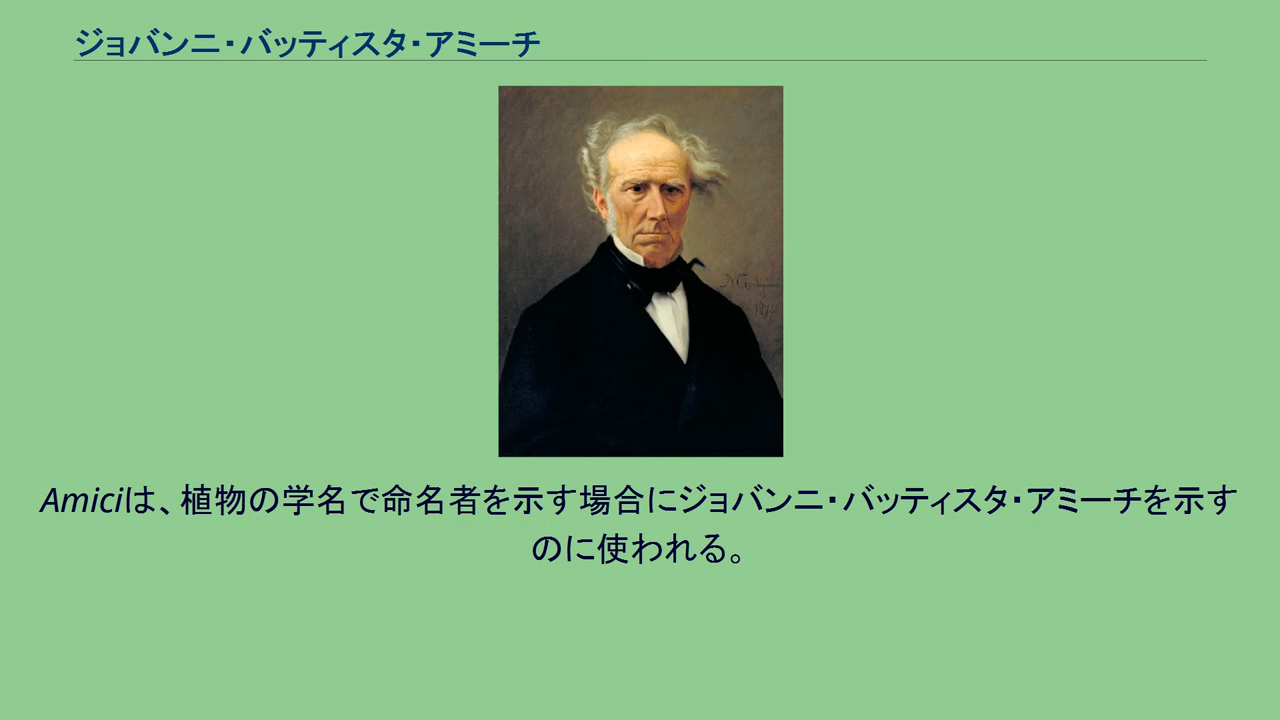 ジョバンニ・バッティスタ・アミーチ
Amiciは、植物の学名で命名者を示す場合にジョバンニ・バッティスタ・アミーチを示す
のに使われる。